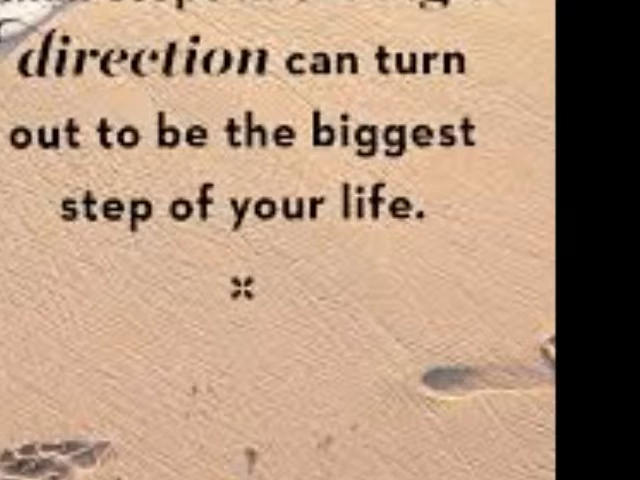 direction can turn
out to be the biggest
step of your life.